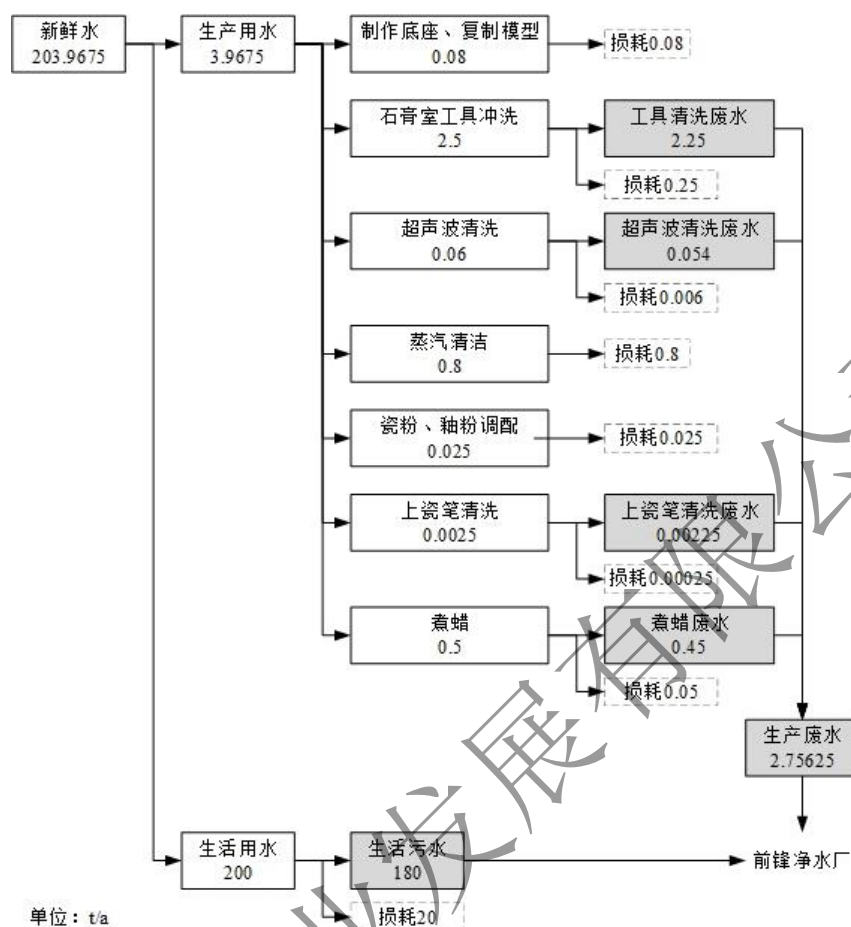 新鲜水
203.9675
生产用水
3.9675
制作底座、复制模型
0.08
损耗0.08
石膏室工具冲洗
2.5
工具清洗废水
2.25
损耗0.25
超声波清洗
0.06
超声波清洗废水
0.054
损耗0.006
蒸汽清洁
0.8
损耗0.8
瓷粉、釉粉调配
0.025
损耗0.025
上瓷笔清洗
0.0025
上瓷笔清洗废水
0.00225
损耗0.00025
煮蜡
0.5
煮蜡废水
0.45
损耗0.05
生产废水
2.75625
生活用水
200
生活污水
180
前锋净水厂
损耗20
单位：t/a
业发展有限公